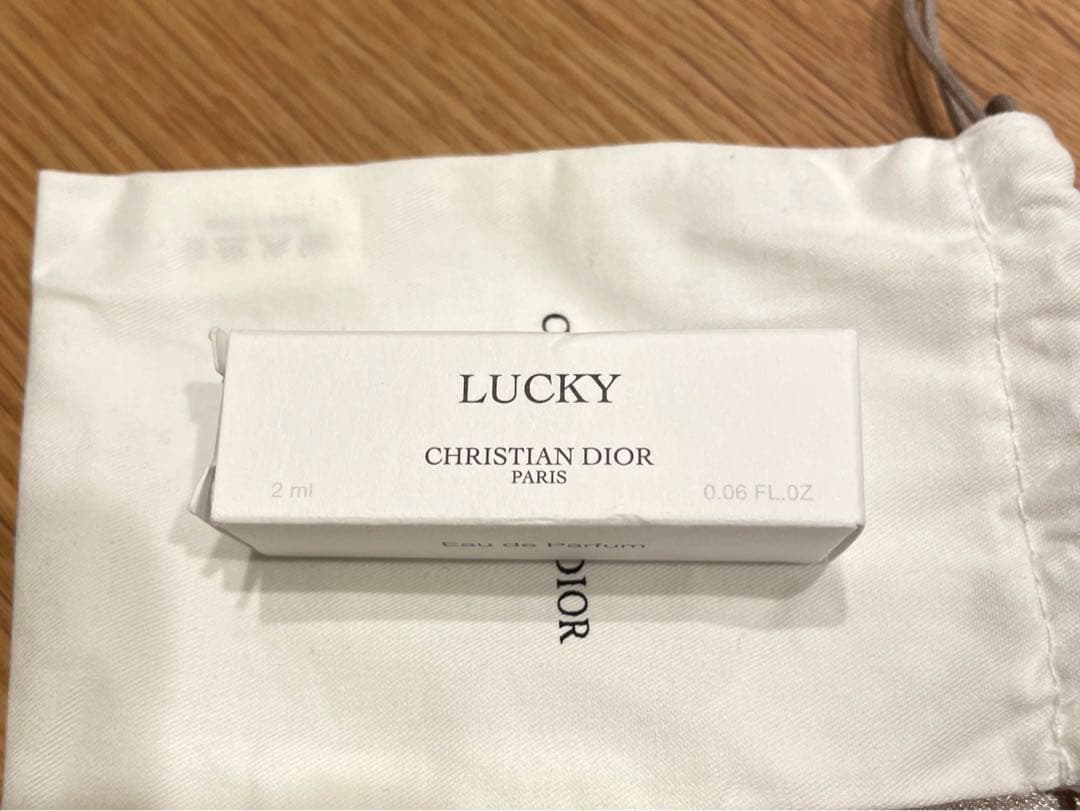 LUCKY
CHRISTIAN DIOR
PARIS
2 ml
0.06 FL.OZ
Eau de Parfum
C
DIOR